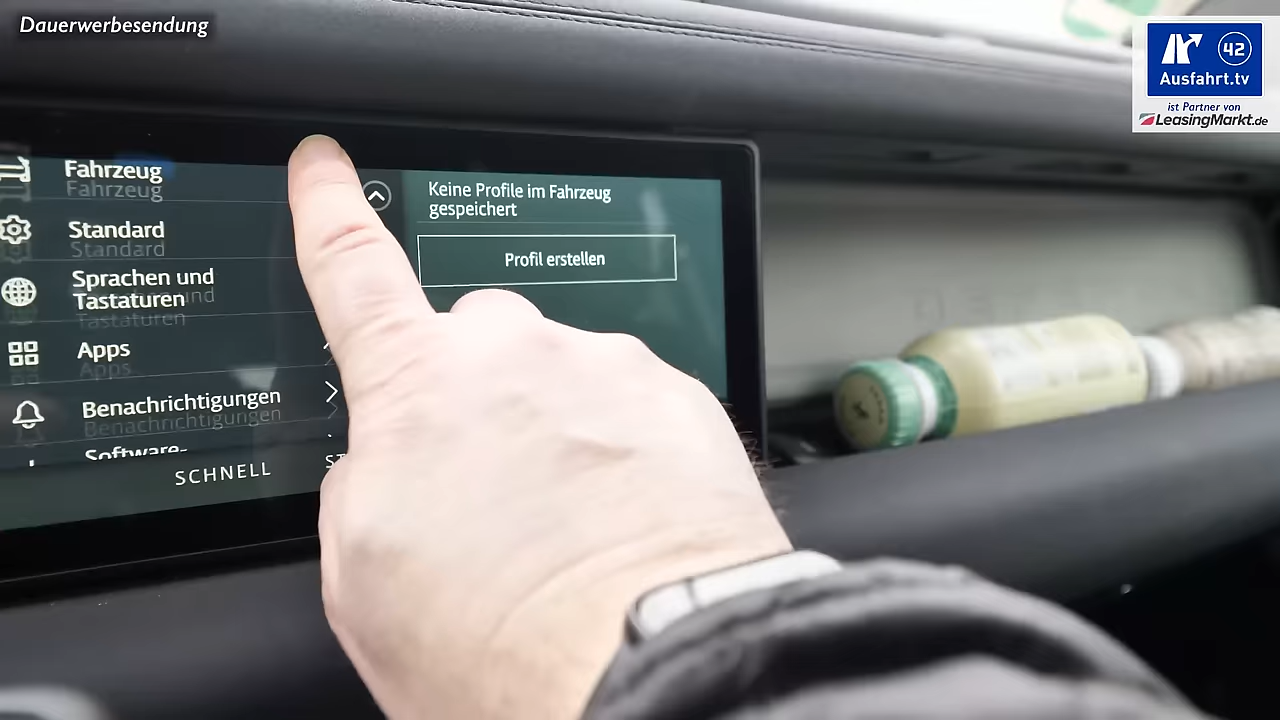 Dauerwerbesendung
42
Ausfahrt.tv
ist Partner von
LeasingMarkt.de
Fahrzeug
Standard
Sprachen und
Tastaturen
Apps
Benachrichtigungen
Software-
SCHNELL
Keine Profile im Fahrzeug
gespeichert
Profil erstellen